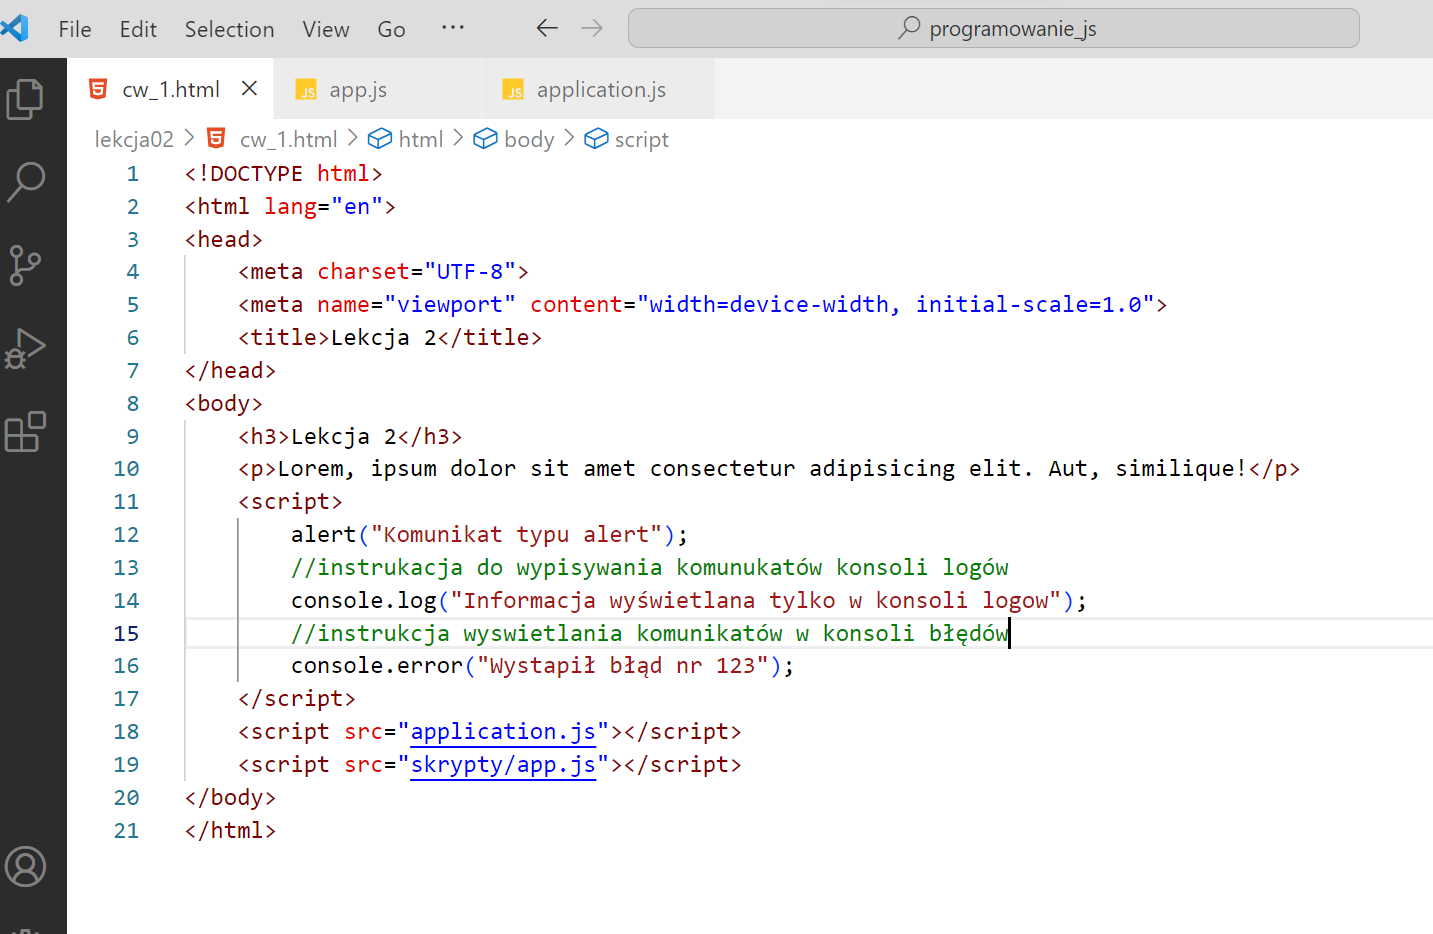 File Edit Selection View Go ··· programowanie_js
cw_1.html app.js application.js
lekcja02 > cw_1.html > html > body > script
1 <!DOCTYPE html>
2 <html lang="en">
3 <head>
4 <meta charset="UTF-8">
5 <meta name="viewport" content="width=device-width, initial-scale=1.0">
6 <title>Lekcja 2</title>
7 </head>
8 <body>
9 <h3>Lekcja 2</h3>
10 <p>Lorem, ipsum dolor sit amet consectetur adipisicing elit. Aut, similique!</p>
11 <script>
12 alert("Komunikat typu alert");
13 //instrukacja do wypisywania komunukatów konsoli logów
14 console.log("Informacja wyświetlana tylko w konsoli logow");
15 //instrukcja wyswietlania komunikatów w konsoli błędów
16 console.error("Wystapił błąd nr 123");
17 </script>
18 <script src="application.js"></script>
19 <script src="skrypty/app.js"></script>
20 </body>
21 </html>